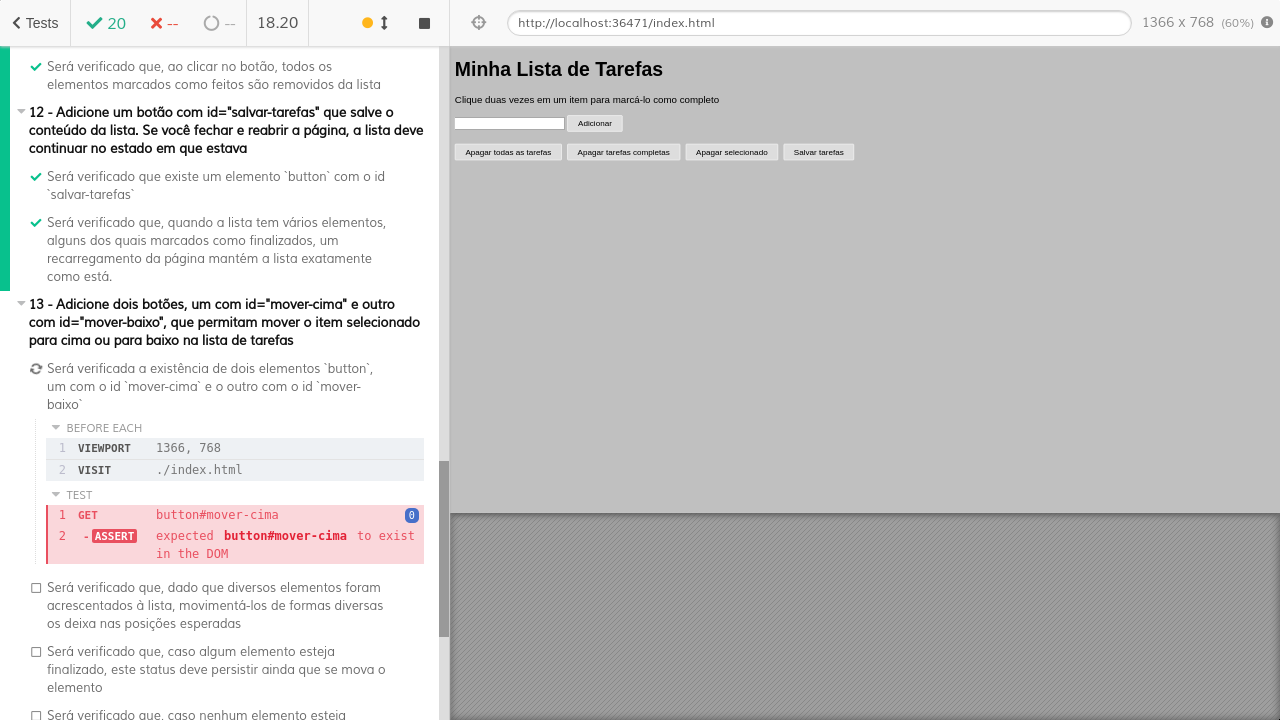 Tests
20
--
--
18.20
http://localhost:36471/index.html
1366 x 768 (60%)
Será verificado que, ao clicar no botão, todos os
elementos marcados como feitos são removidos da lista
12 - Adicione um botão com id="salvar-tarefas" que salve o
conteúdo da lista. Se você fechar e reabrir a página, a lista deve
continuar no estado em que estava
Será verificado que existe um elemento `button` com o id
`salvar-tarefas`
Será verificado que, quando a lista tem vários elementos,
alguns dos quais marcados como finalizados, um
recarregamento da página mantém a lista exatamente
como está.
13 - Adicione dois botões, um com id="mover-cima" e outro
com id="mover-baixo", que permitam mover o item selecionado
para cima ou para baixo na lista de tarefas
Será verificada a existência de dois elementos `button`,
um com o id `mover-cima` e o outro com o id `mover-
baixo`
BEFORE EACH
1 VIEWPORT 1366, 768
2 VISIT ./index.html
TEST
1 GET button#mover-cima 0
2 -ASSERT expected button#mover-cima to exist
in the DOM
Será verificado que, dado que diversos elementos foram
acrescentados à lista, movimentá-los de formas diversas
os deixa nas posições esperadas
Será verificado que, caso algum elemento esteja
finalizado, este status deve persistir ainda que se mova o
elemento
Será verificado que, caso nenhum elemento esteja
Minha Lista de Tarefas
Clique duas vezes em um item para marcá-lo como completo
Adicionar
Apagar todas as tarefas
Apagar tarefas completas
Apagar selecionado
Salvar tarefas